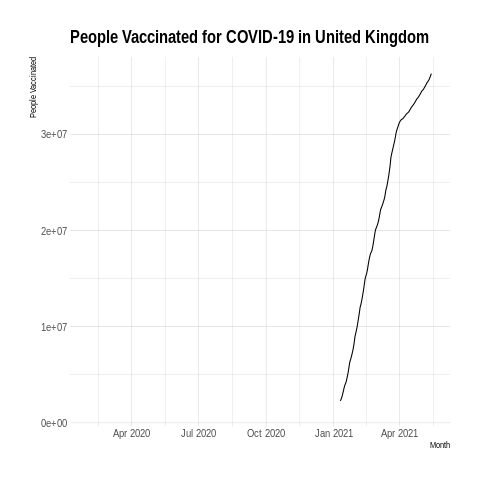 People Vaccinated for COVID-19 in United Kingdom
People Vaccinated
3e+07
2e+07
1e+07
0e+00
Apr 2020 Jul 2020 Oct 2020 Jan 2021 Apr 2021
Month